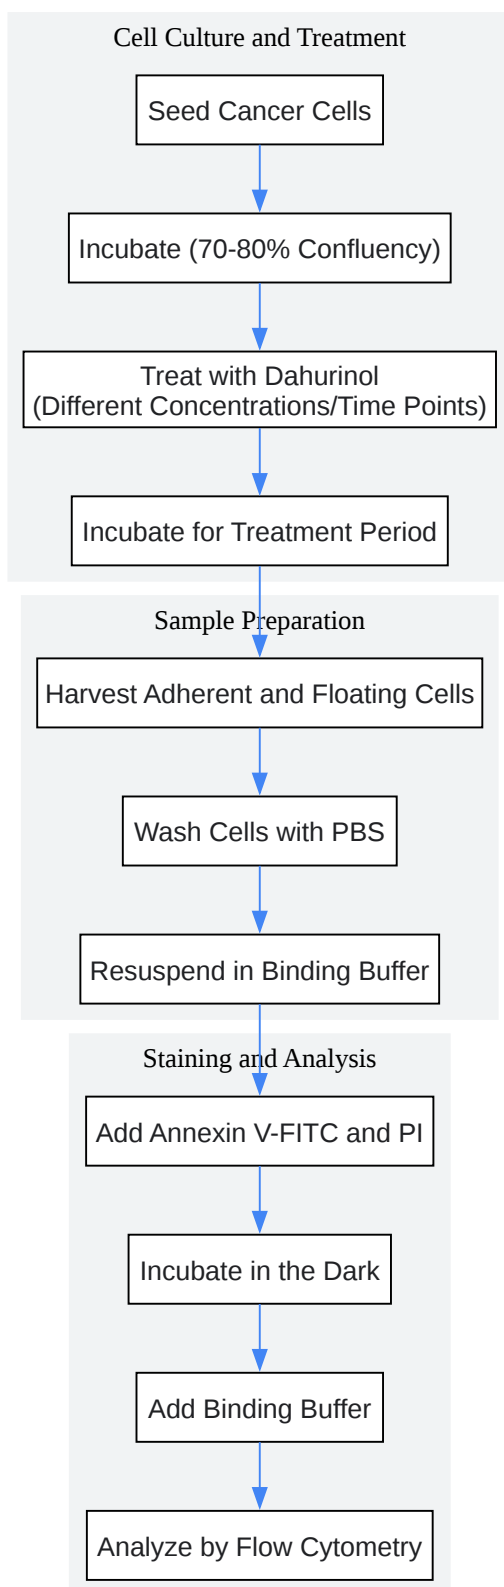 Cell Culture and Treatment
Seed Cancer Cells
Incubate (70-80% Confluency)
Treat with Dahurinol
(Different Concentrations/Time Points)
Incubate for Treatment Period
Sample Preparation
Harvest Adherent and Floating Cells
Wash Cells with PBS
Resuspend in Binding Buffer
Staining and Analysis
Add Annexin V-FITC and PI
Incubate in the Dark
Add Binding Buffer
Analyze by Flow Cytometry